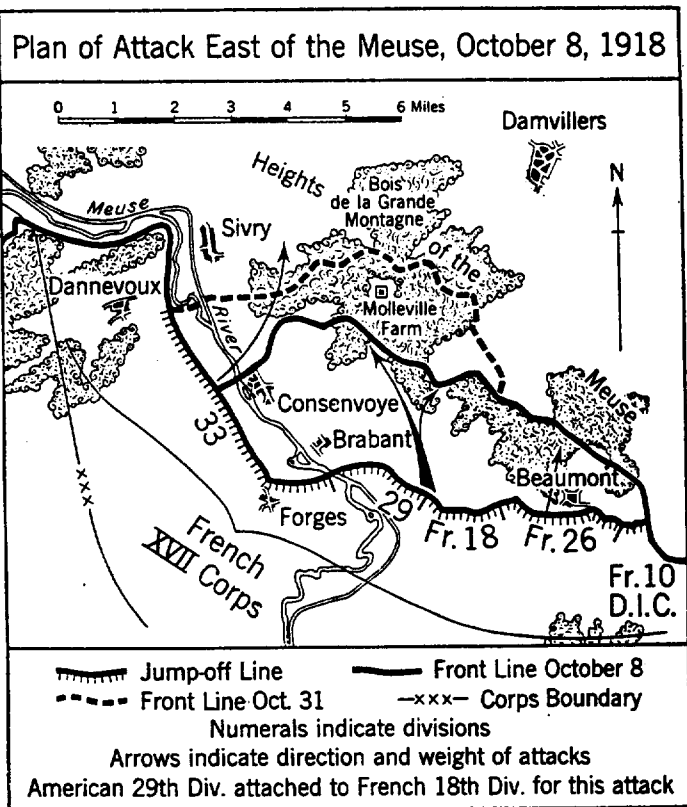 Plan of Attack East of the Meuse, October 8, 1918
0 1 2 3 4 5 6 Miles
Damvillers
N
Heights
Bois
de la Grande
Montagne
of the
Meuse
Meuse
Sivry
Dannevoux
River
Molleville
Farm
Consenvoye
Brabant
33
Beaumont
Forges
29
Fr. 18
Fr. 26
xxx
French
XVII
Corps
Fr. 10
D.I.C.
Jump-off Line
Front Line October 8
Front Line Oct. 31
-xxx- Corps Boundary
Numerals indicate divisions
Arrows indicate direction and weight of attacks
American 29th Div. attached to French 18th Div. for this attack